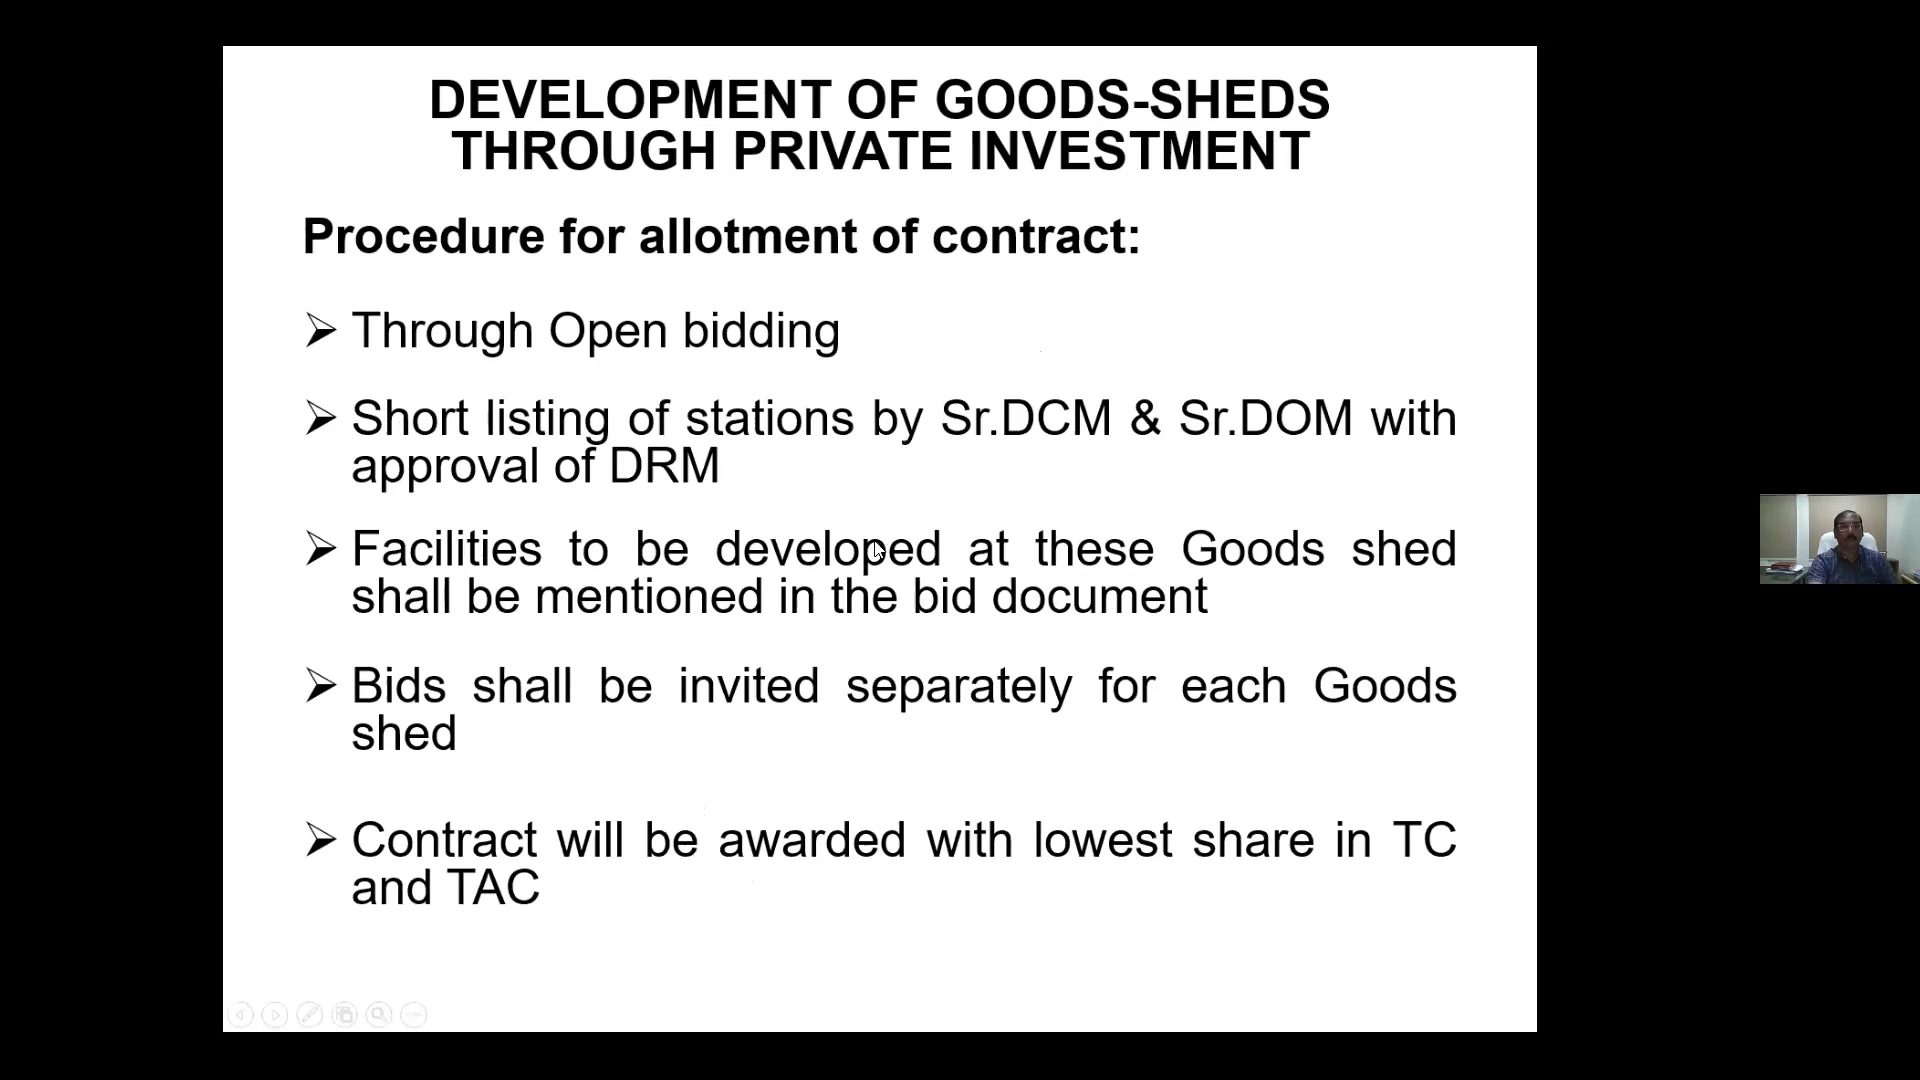 DEVELOPMENT OF GOODS-SHEDS
THROUGH PRIVATE INVESTMENT
Procedure for allotment of contract:
➢ Through Open bidding
➢ Short listing of stations by Sr.DCM & Sr.DOM with
approval of DRM
➢ Facilities to be developed at these Goods shed
shall be mentioned in the bid document
➢ Bids shall be invited separately for each Goods
shed
➢ Contract will be awarded with lowest share in TC
and TAC